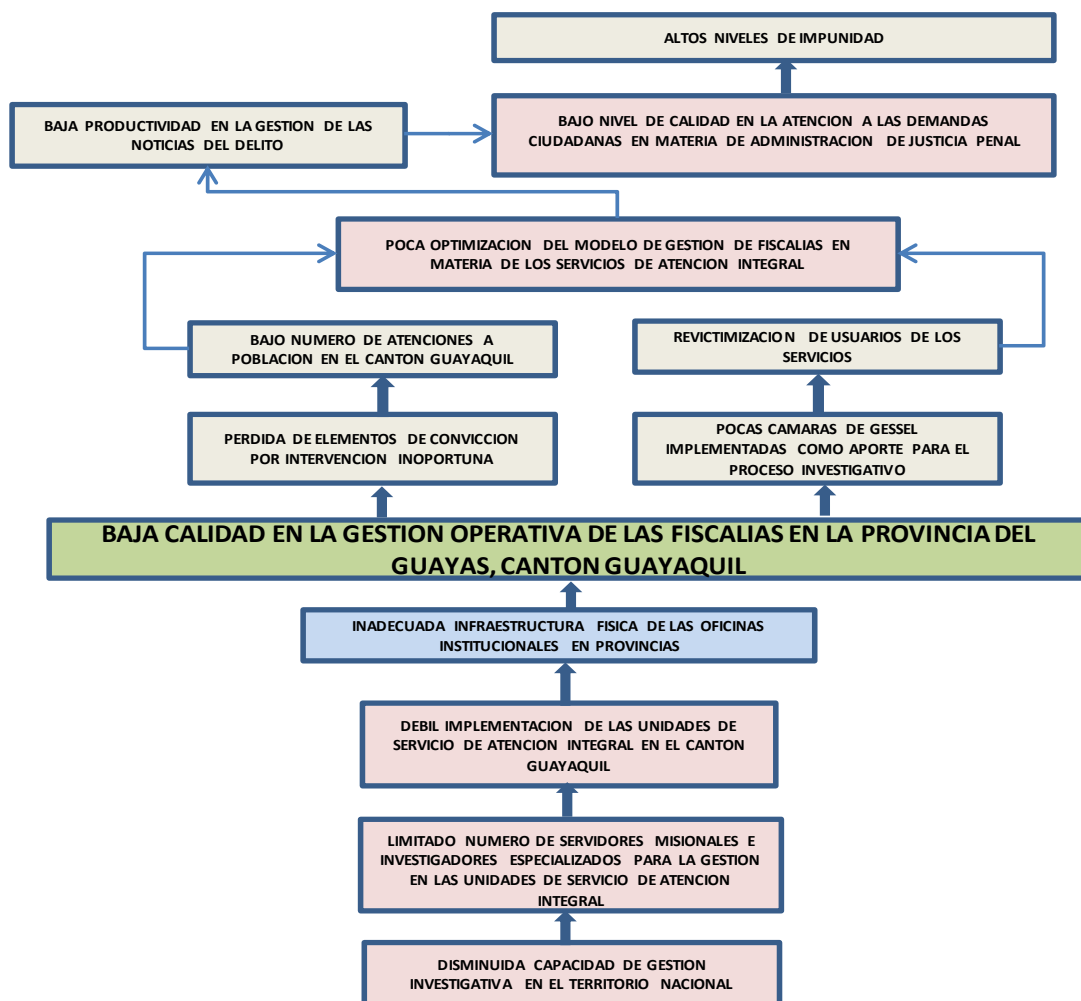 ALTOS NIVELES DE IMPUNIDAD
BAJA PRODUCTIVIDAD EN LA GESTION DE LAS
NOTICIAS DEL DELITO
BAJO NIVEL DE CALIDAD EN LA ATENCION A LAS DEMANDAS
CIUDADANAS EN MATERIA DE ADMINISTRACION DE JUSTICIA PENAL
POCA OPTIMIZACION DEL MODELO DE GESTION DE FISCALIAS EN
MATERIA DE LOS SERVICIOS DE ATENCION INTEGRAL
BAJO NUMERO DE ATENCIONES A
POBLACION EN EL CANTON GUAYAQUIL
REVICTIMIZACION DE USUARIOS DE LOS
SERVICIOS
PERDIDA DE ELEMENTOS DE CONVICCION
POR INTERVENCION INOPORTUNA
POCAS CAMARAS DE GESSEL
IMPLEMENTADAS COMO APORTE PARA EL
PROCESO INVESTIGATIVO
BAJA CALIDAD EN LA GESTION OPERATIVA DE LAS FISCALIAS EN LA PROVINCIA DEL
GUAYAS, CANTON GUAYAQUIL
INADECUADA INFRAESTRUCTURA FISICA DE LAS OFICINAS
INSTITUCIONALES EN PROVINCIAS
DEBIL IMPLEMENTACION DE LAS UNIDADES DE
SERVICIO DE ATENCION INTEGRAL EN EL CANTON
GUAYAQUIL
LIMITADO NUMERO DE SERVIDORES MISIONALES E
INVESTIGADORES ESPECIALIZADOS PARA LA GESTION
EN LAS UNIDADES DE SERVICIO DE ATENCION
INTEGRAL
DISMINUIDA CAPACIDAD DE GESTION
INVESTIGATIVA EN EL TERRITORIO NACIONAL